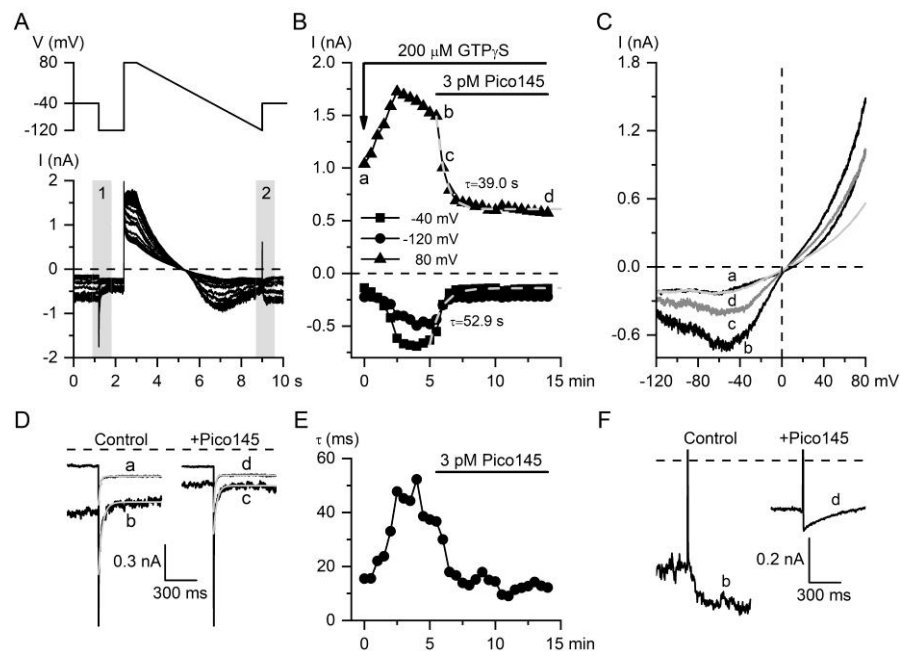 A
V (mV)
80
-40
-120
I (nA)
2
1
0
-1
-2
1
2
0 2 4 6 8 10 s
B
I (nA)
200 μM GTPγS
3 pM Pico145
2.0
1.5
1.0
0.5
0.0
-0.5
a
b
c
d
τ=39.0 s
-40 mV
-120 mV
80 mV
τ=52.9 s
0 5 10 15 min
C
I (nA)
1.8
1.2
0.6
0.0
-0.6
a
d
c
b
-120 -80 -40 0 40 80 mV
D
Control
+Pico145
a
b
d
c
0.3 nA
300 ms
E
τ (ms)
3 pM Pico145
60
40
20
0
0 5 10 15 min
F
Control
+Pico145
b
d
0.2 nA
300 ms